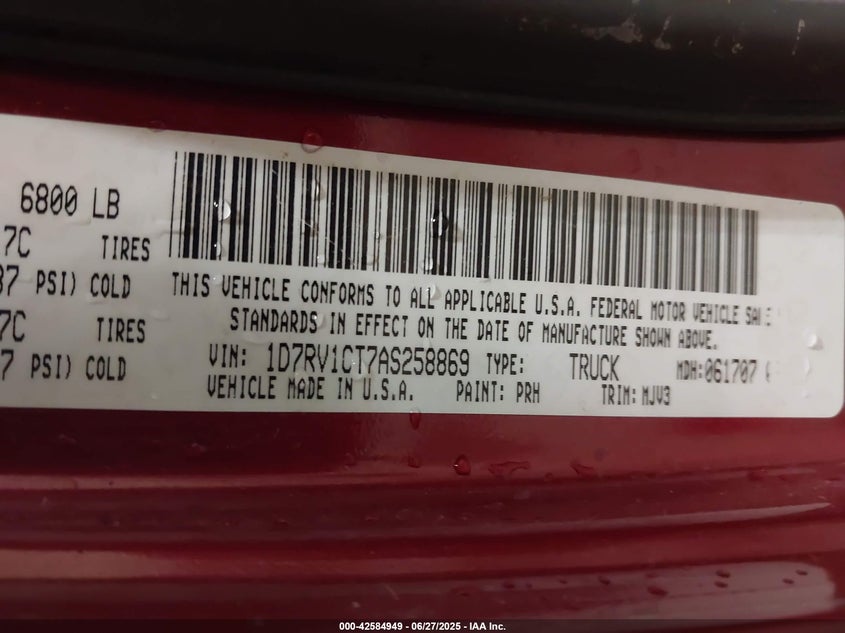 6800 LB
7C TIRES
37 PSI) COLD
7C TIRES
7 PSI) COLD
THIS VEHICLE CONFORMS TO ALL APPLICABLE U.S.A. FEDERAL MOTOR VEHICLE
STANDARDS IN EFFECT ON THE DATE OF MANUFACTURE SHOWN ABOVE.
VIN: 1D7RV1CT7AS258869 TYPE: TRUCK MDH:061707
VEHICLE MADE IN U.S.A. PAINT: PRH TRIM: MJV3
000-42584949 - 06/27/2025 - IAA Inc.